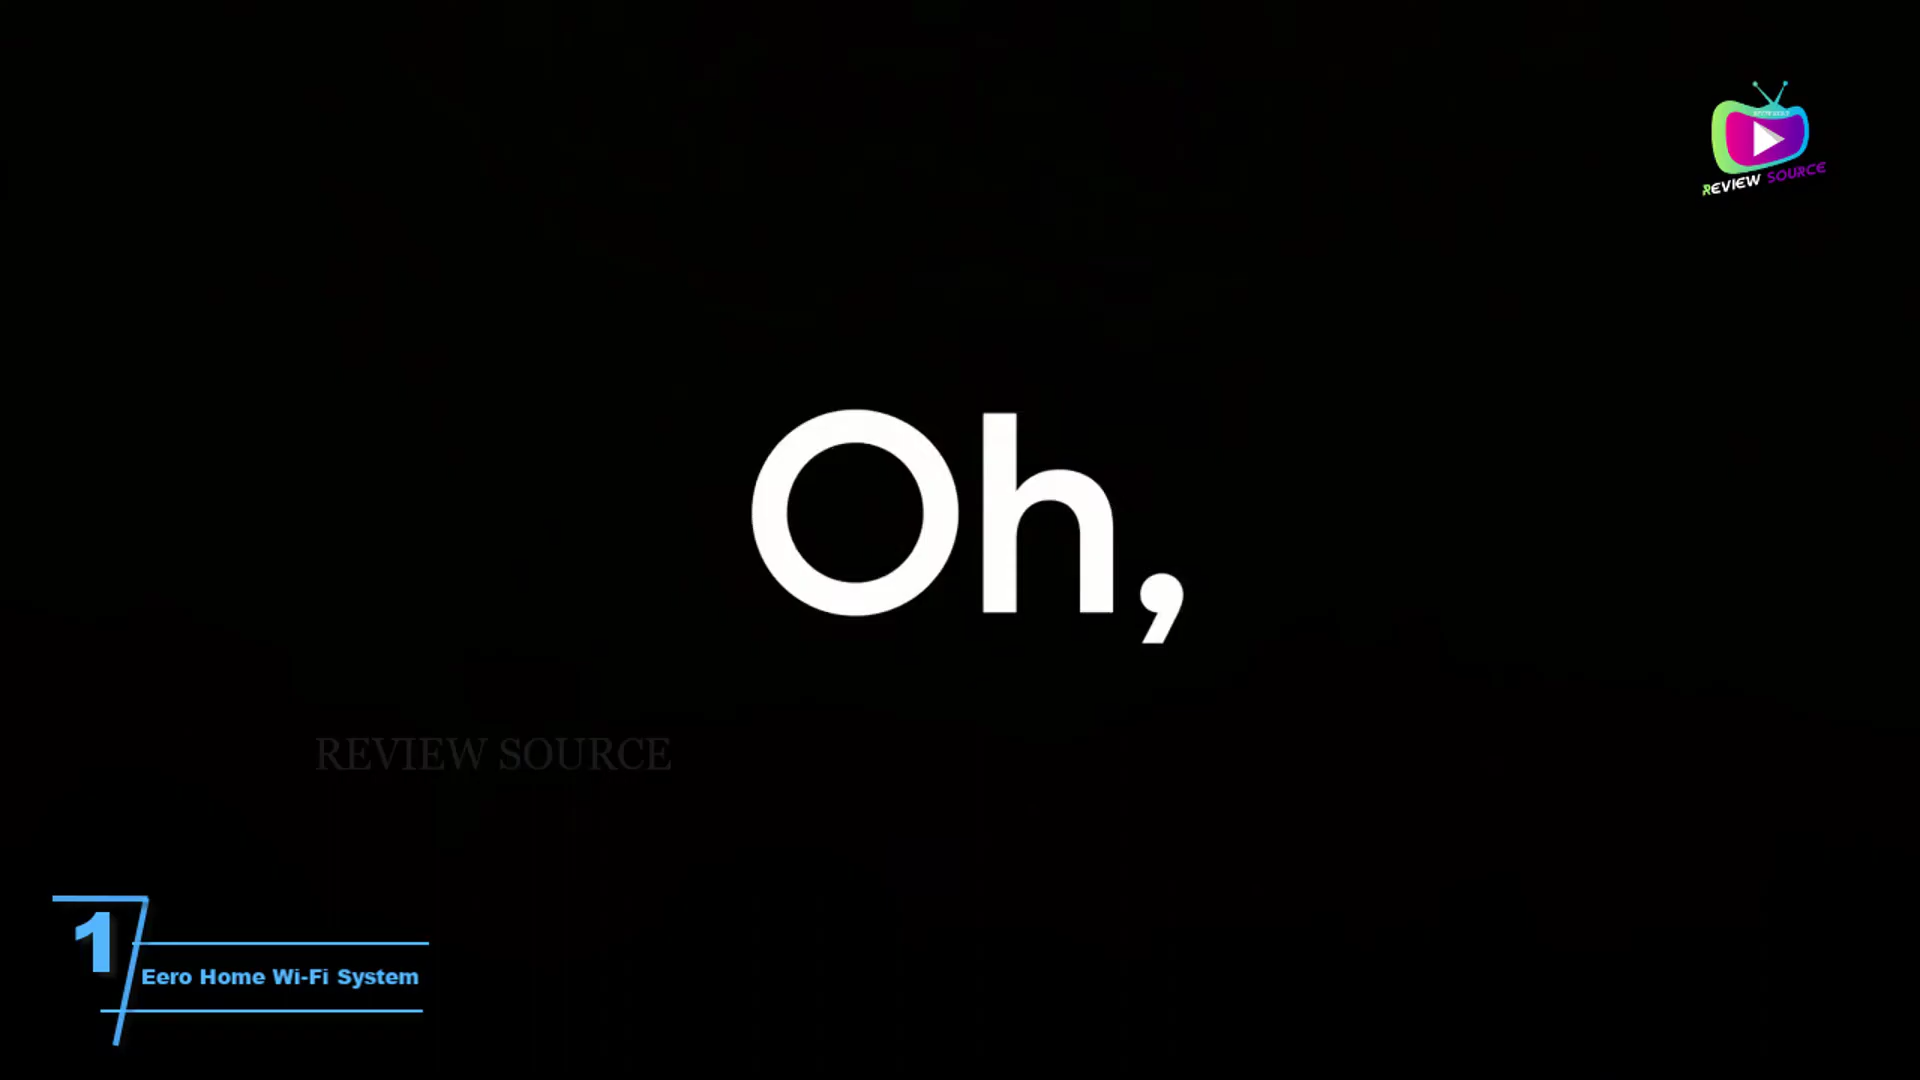 REVIEW SOURCE
Oh,
REVIEW SOURCE
1
Eero Home Wi-Fi System